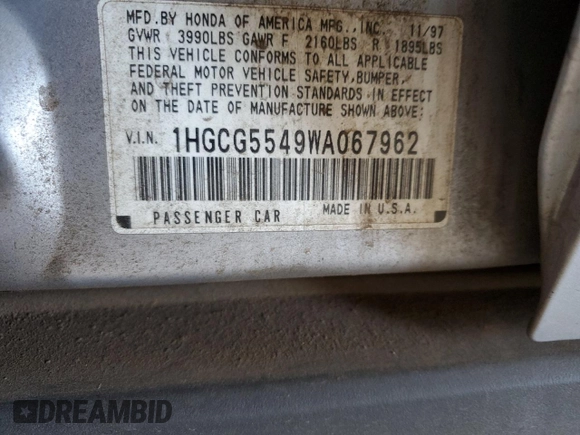 MFD.BY HONDA OF AMERICA MFG.,INC 11/97
GVWR 3990LBS GAWR F 2160LBS R 1895LBS
THIS VEHICLE CONFORMS TO ALL APPLICABLE
FEDERAL MOTOR VEHICLE SAFETY,BUMPER,
AND THEFT PREVENTION STANDARDS IN EFFECT
ON THE DATE OF MANUFACTURE SHOWN ABOVE;
V.I.N. 1HGCG5549WA067962
PASSENGER CAR MADE IN U.S.A.
DREAMBID